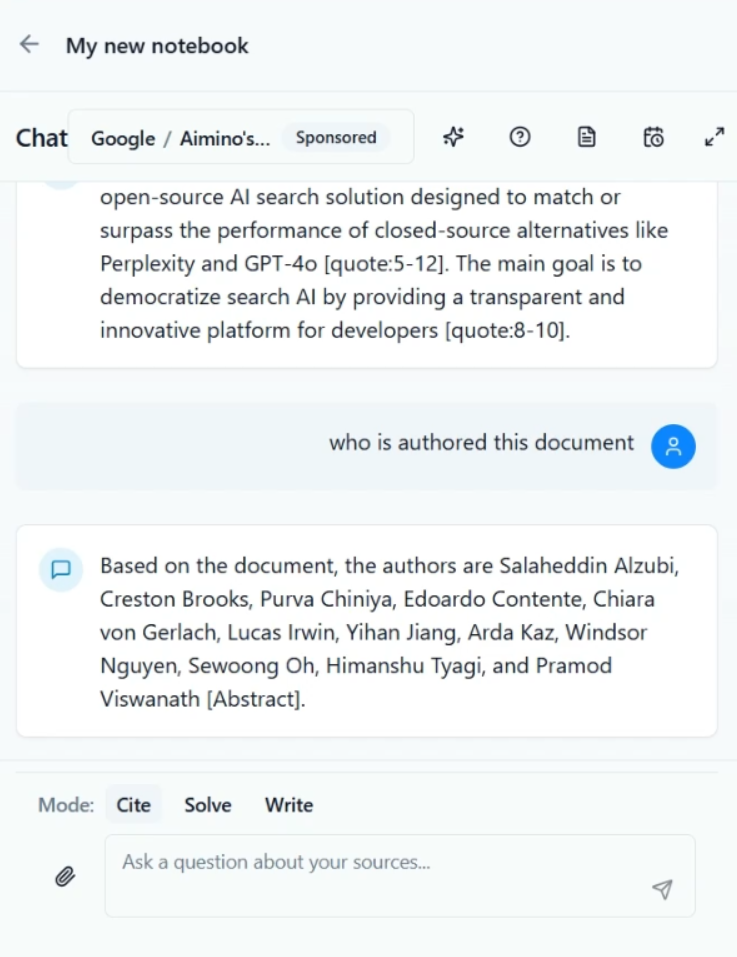 My new notebook
Chat
Google / Aimino's...
Sponsored
open-source AI search solution designed to match or
surpass the performance of closed-source alternatives like
Perplexity and GPT-4o [quote:5-12]. The main goal is to
democratize search AI by providing a transparent and
innovative platform for developers [quote:8-10].
who is authored this document
Based on the document, the authors are Salaheddin Alzubi,
Creston Brooks, Purva Chiniya, Edoardo Contente, Chiara
von Gerlach, Lucas Irwin, Yihan Jiang, Arda Kaz, Windsor
Nguyen, Sewoong Oh, Himanshu Tyagi, and Pramod
Viswanath [Abstract].
Mode: Cite Solve Write
Ask a question about your sources...